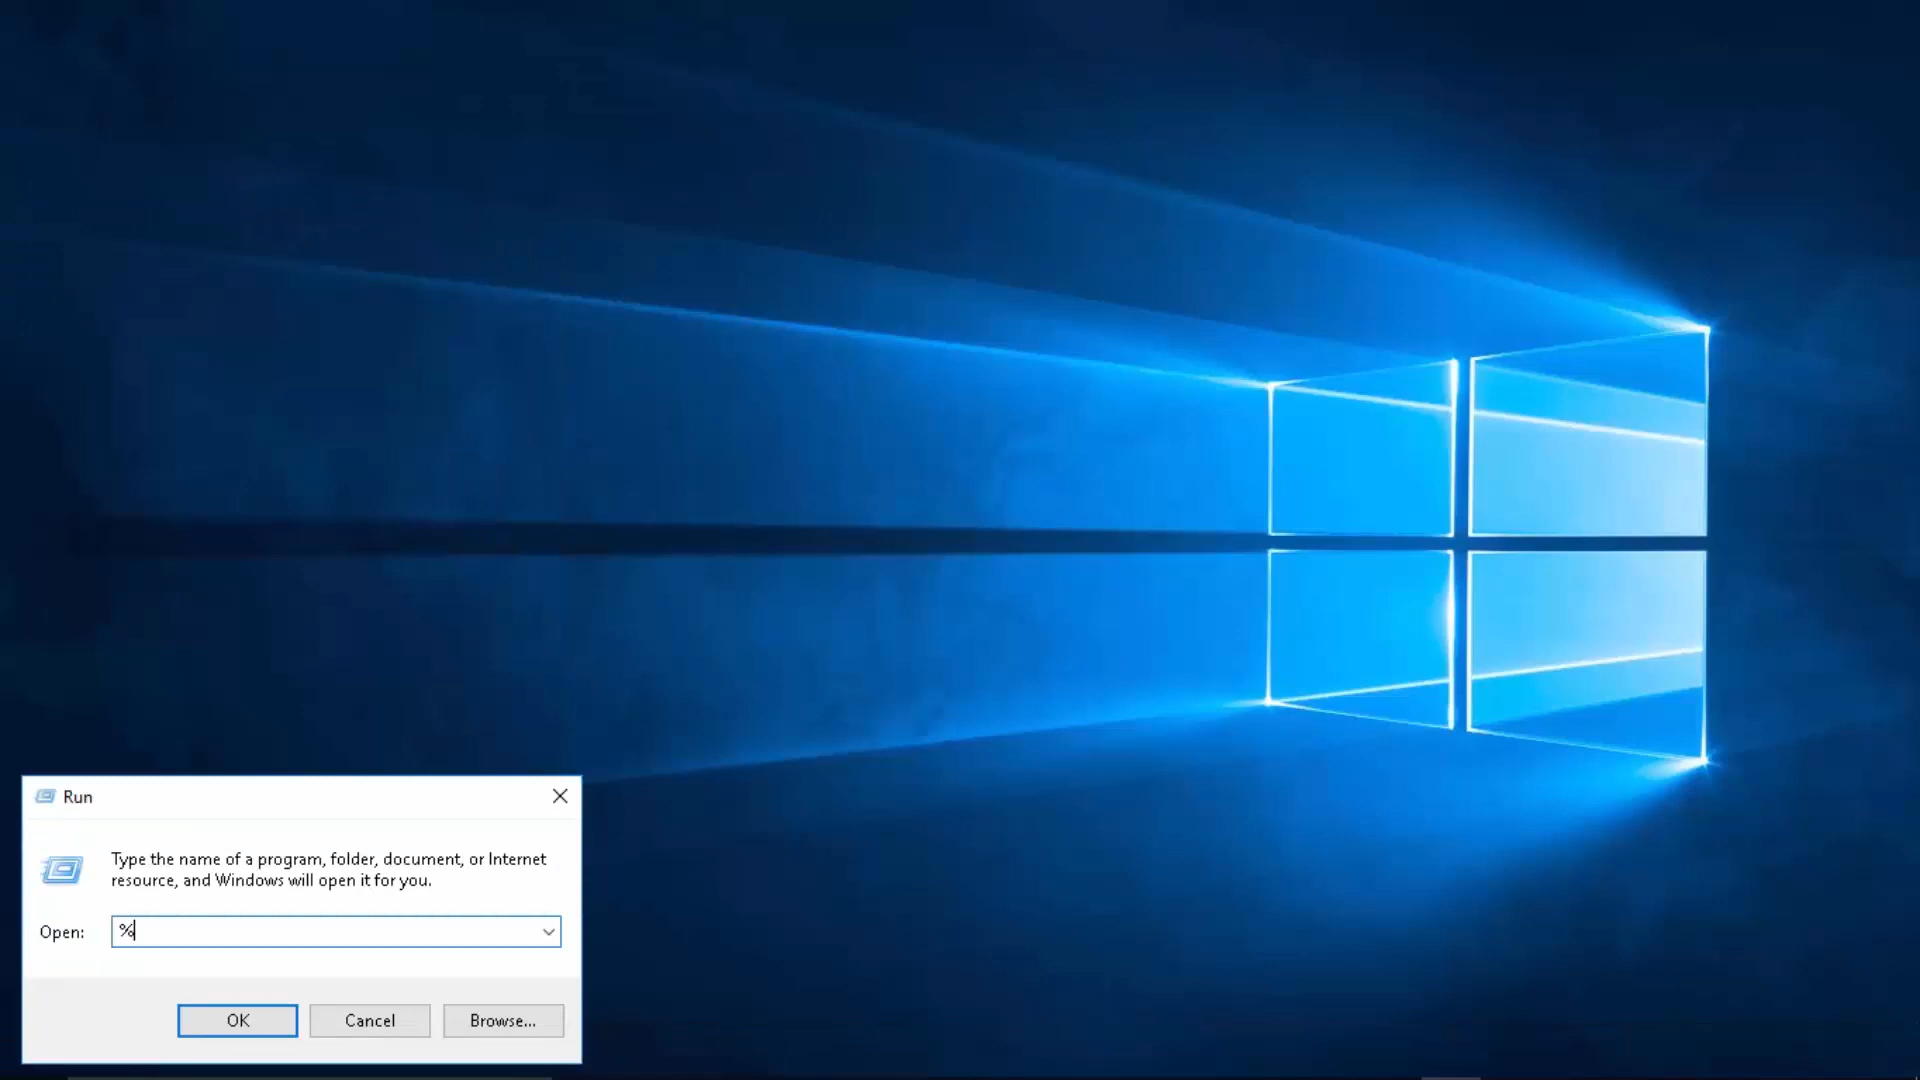 Run
Type the name of a program, folder, document, or Internet
resource, and Windows will open it for you.
Open: %
OK Cancel Browse...